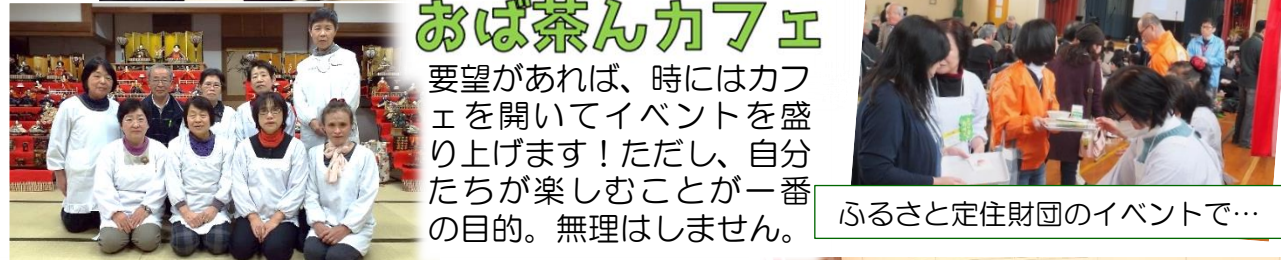 おば茶んカフェ
要望があれば、時にはカフ
ェを開いてイベントを盛
り上げます！ただし、自分
たちが楽しむことが一番
の目的。無理はしません。
ふるさと定住財団のイベントで…